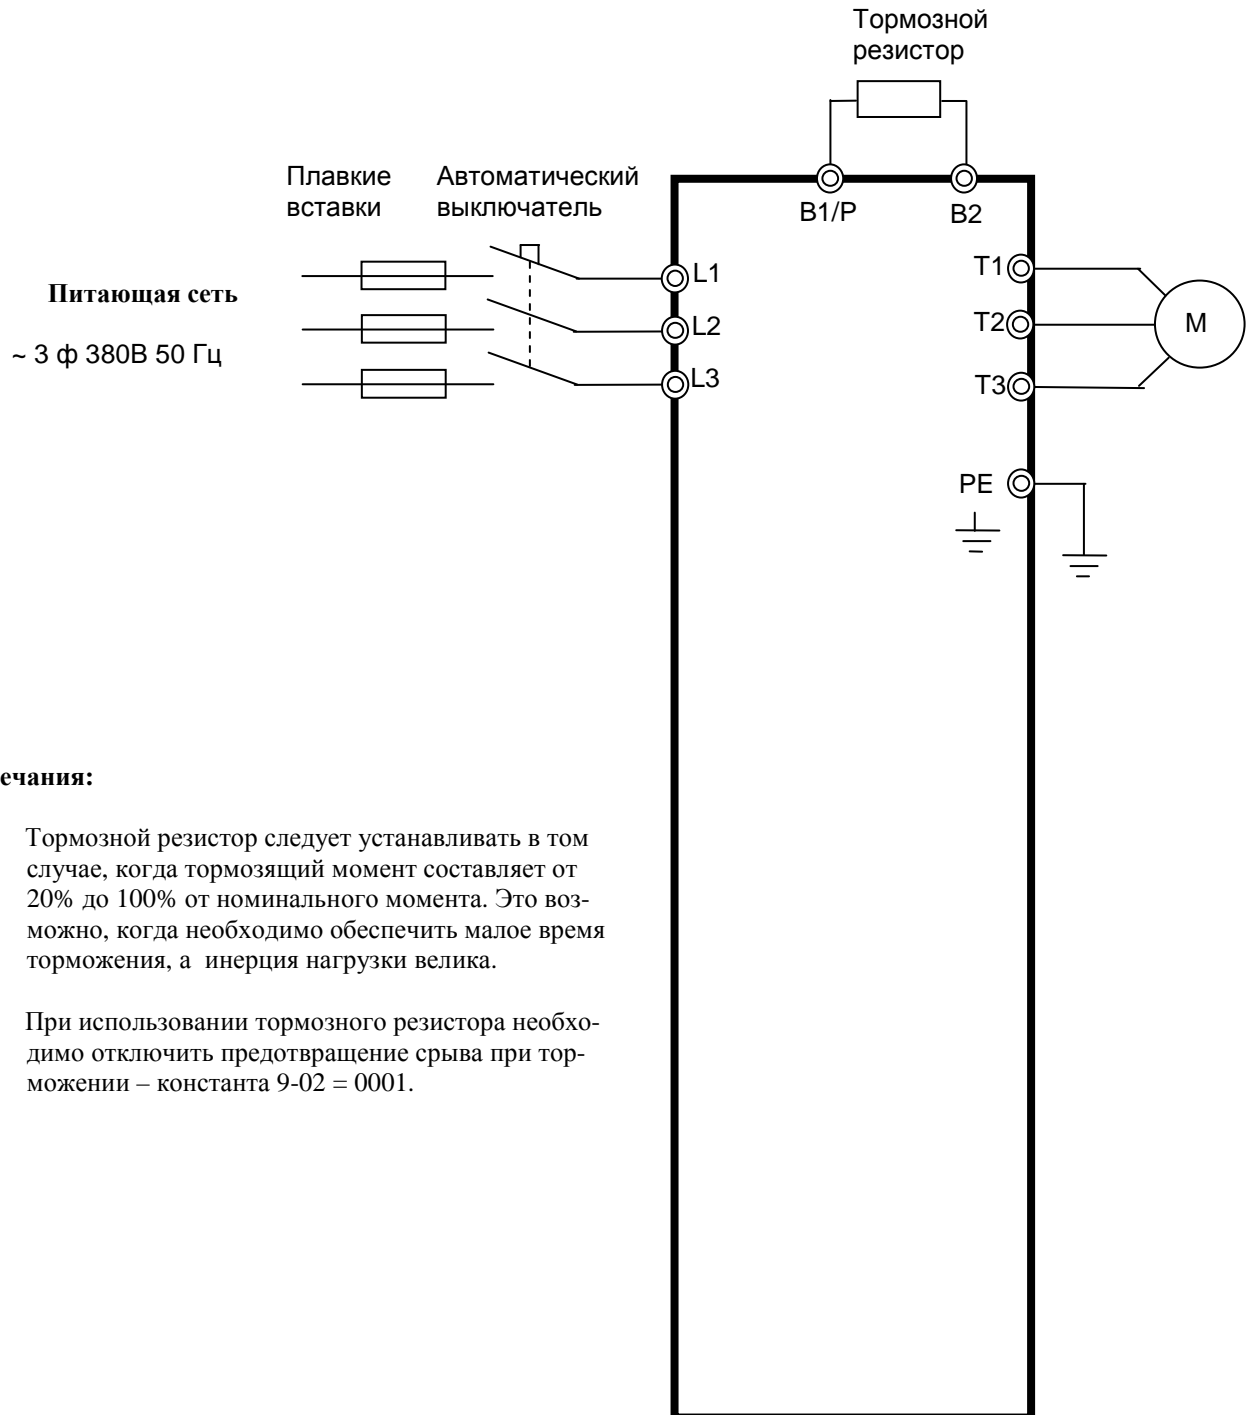 Тормозной
резистор
Плавкие
вставки
Автоматический
выключатель
B1/P
B2
L1
T1
Питающая сеть
L2
T2
M
~ 3 ф 380В 50 Гц
L3
T3
PE
ечания:
Тормозной резистор следует устанавливать в том
случае, когда тормозящий момент составляет от
20% до 100% от номинального момента. Это воз-
можно, когда необходимо обеспечить малое время
торможения, а инерция нагрузки велика.
При использовании тормозного резистора необхо-
димо отключить предотвращение срыва при тор-
можении – константа 9-02 = 0001.